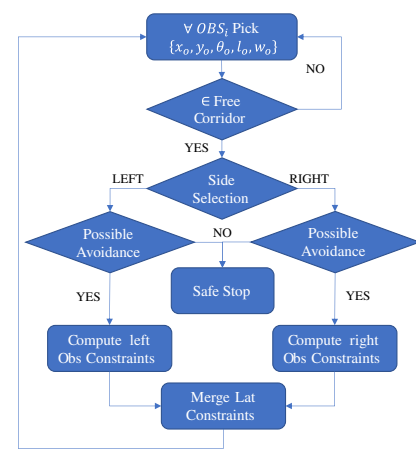 ∀ OBS_i Pick
{x_o, y_o, θ_o, l_o, w_o}
NO
∈ Free
Corridor
YES
LEFT
Side
Selection
RIGHT
Possible
Avoidance
NO
Possible
Avoidance
YES
Safe Stop
YES
Compute left
Obs Constraints
Compute right
Obs Constraints
Merge Lat
Constraints